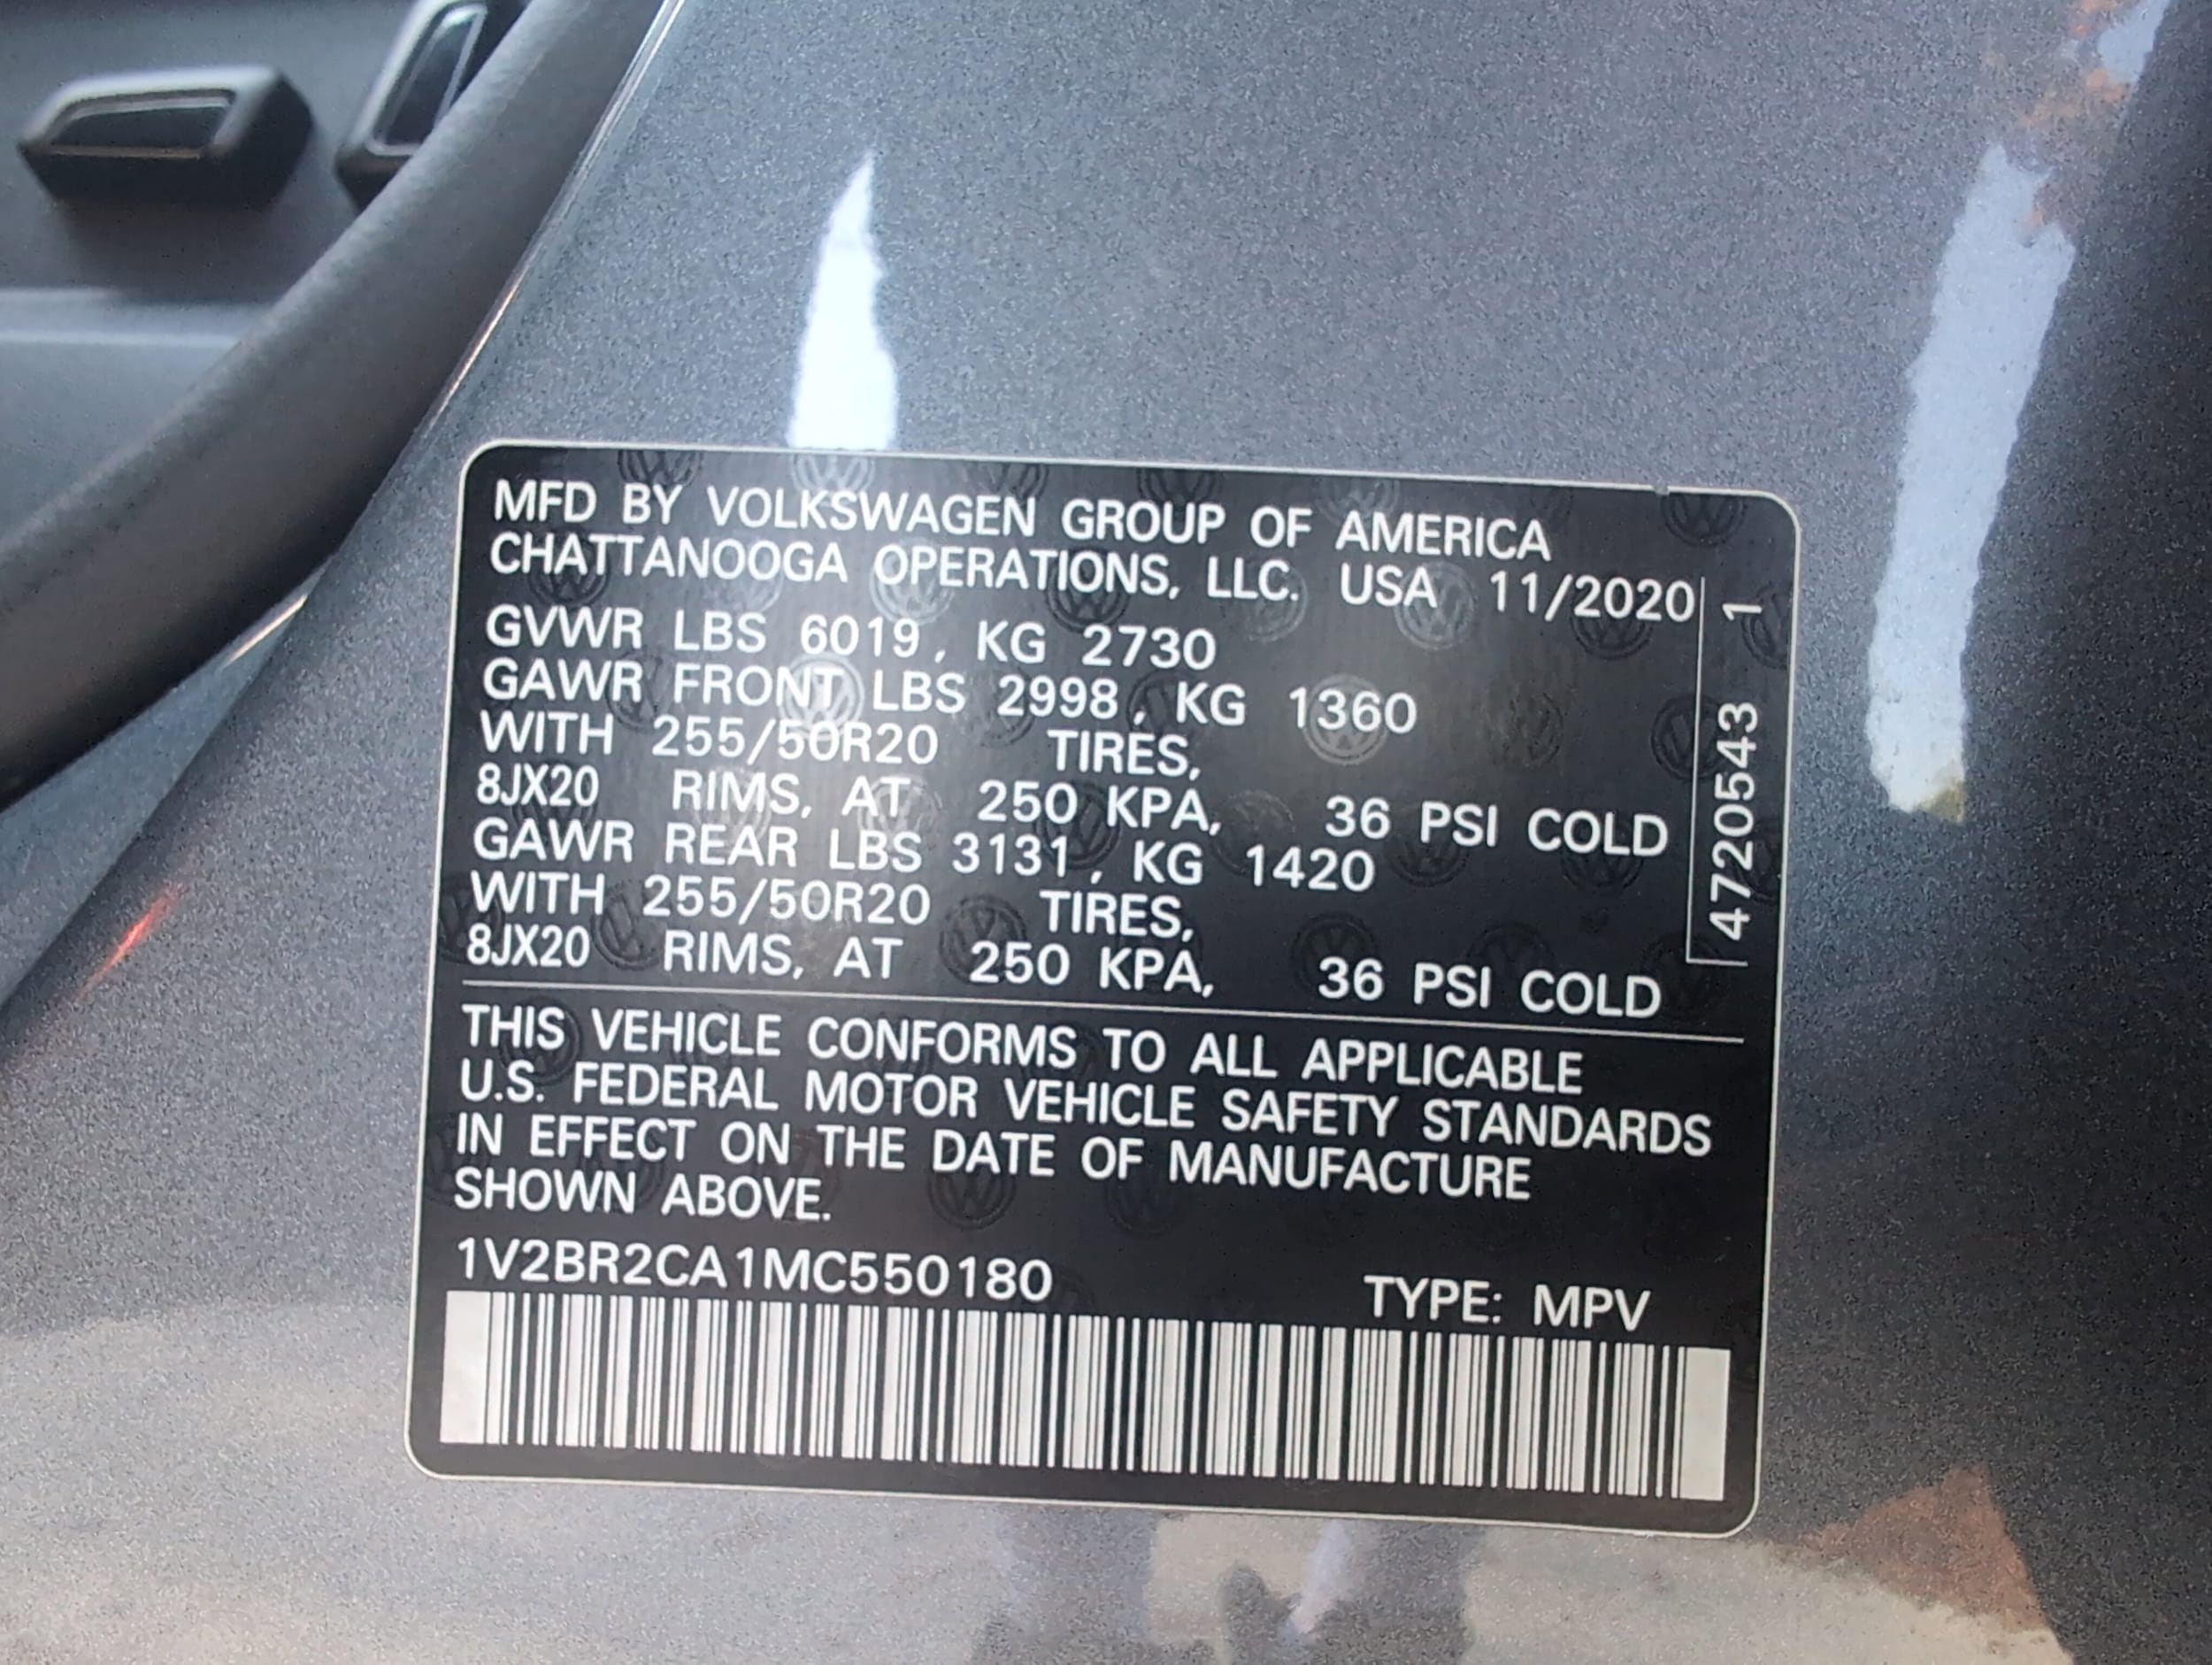 MFD BY VOLKSWAGEN GROUP OF AMERICA
CHATTANOOGA OPERATIONS, LLC. USA 11/2020
GVWR LBS 6019, KG 2730
GAWR FRONT LBS 2998, KG 1360
WITH 255/50R20 TIRES,
8JX20 RIMS, AT 250 KPA, 36 PSI COLD
GAWR REAR LBS 3131, KG 1420
WITH 255/50R20 TIRES,
8JX20 RIMS, AT 250 KPA, 36 PSI COLD
4720543 1
THIS VEHICLE CONFORMS TO ALL APPLICABLE
U.S. FEDERAL MOTOR VEHICLE SAFETY STANDARDS
IN EFFECT ON THE DATE OF MANUFACTURE
SHOWN ABOVE.
1V2BR2CA1MC550180 TYPE: MPV